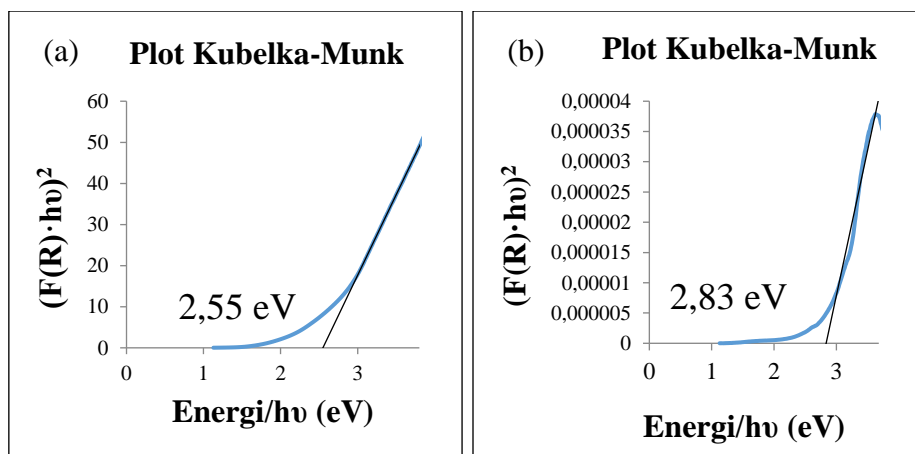 (a) Plot Kubelka-Munk
(F(R)·hυ)²
60
50
40
30
20
10
0
2,55 eV
0 1 2 3
Energi/hυ (eV)
(b) Plot Kubelka-Munk
(F(R)·hυ)²
0,00004
0,000035
0,00003
0,000025
0,00002
0,000015
0,00001
0,000005
0
2,83 eV
0 1 2 3
Energi/hυ (eV)